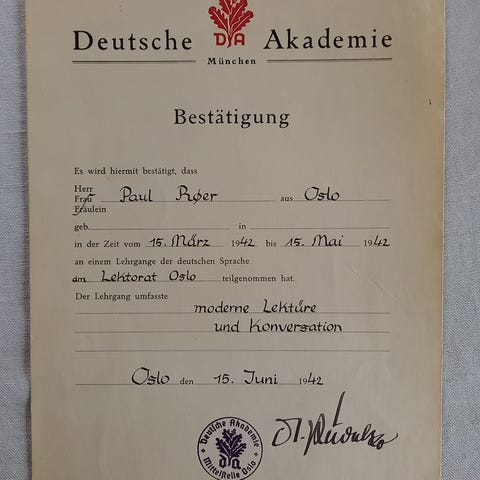 Deutsche DA Akademie
München
Bestätigung
Es wird hiermit bestätigt, dass
Herr
Frau Paul Røer aus Oslo
Fräulein
geb. in
in der Zeit vom 15. März 1942 bis 15. Mai 1942
an einem Lehrgange der deutschen Sprache
am Lektorat Oslo teilgenommen hat.
Der Lehrgang umfasste
moderne Lektüre
und Konversation
Oslo den 15. Juni 1942
Deutsche Akademie
DA
Mittelstelle Oslo